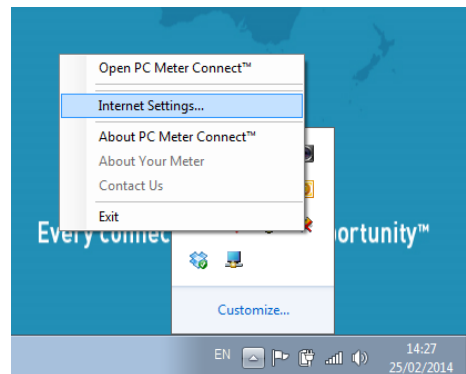 Open PC Meter Connect™
Internet Settings...
About PC Meter Connect™
About Your Meter
Contact Us
Exit
Every connec ortunity™
Customize...
EN
14:27
25/02/2014